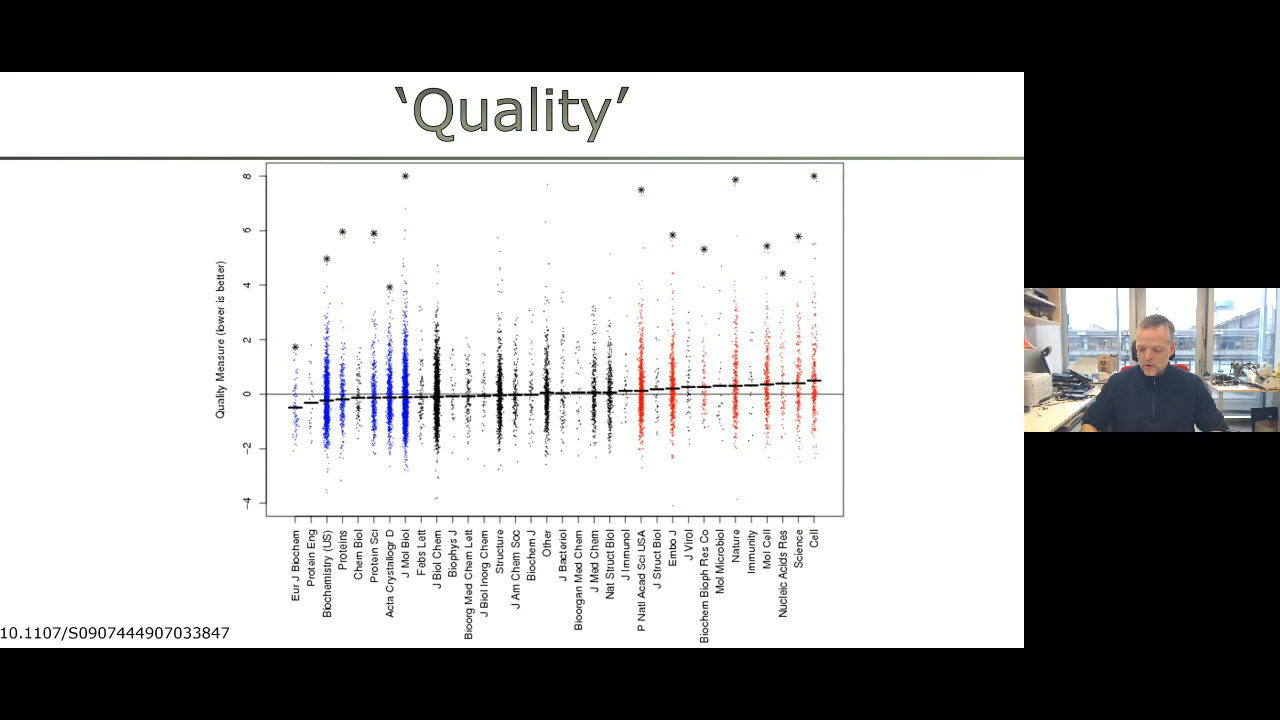 ‘Quality’
Quality Measure (lower is better)
8
6
4
2
0
-2
-4
Eur J Biochem
Protein Eng
Biochemistry (US)
Proteins
Chem Biol
Protein Sci
Acta Crystallogr D
J Mol Biol
Febs Lett
J Biol Chem
Biophys J
Bioorg Med Chem Lett
J Biol Inorg Chem
Structure
J Am Chem Soc
Biochem J
Other
J Bacteriol
Bioorgan Med Chem
J Med Chem
Nat Struct Biol
J Immunol
P Natl Acad Sci USA
J Struct Biol
Embo J
J Virol
Biochem Bioph Res Co
Mol Microbiol
Nature
Immunity
Mol Cell
Nucleic Acids Res
Science
Cell
10.1107/S0907444907033847